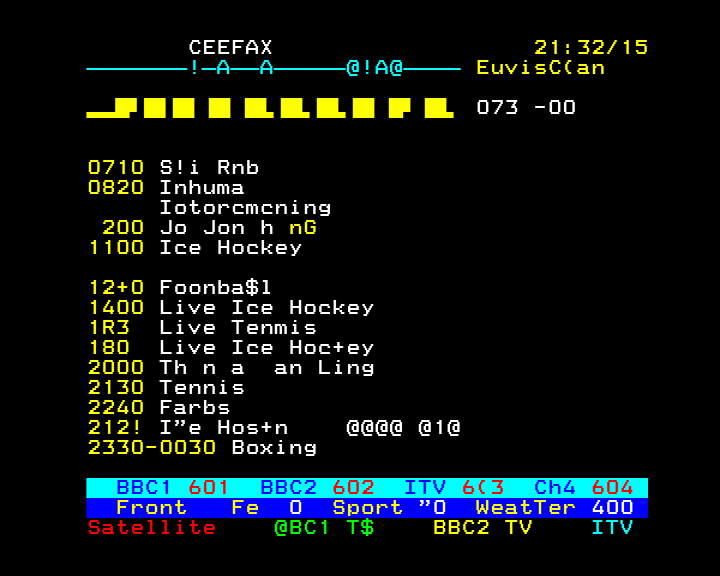 CEEFAX 21:32/15
!-A--A @!A@ EuvisC(an
073 -00
0710 S!i Rnb
0820 Inhuma
Iotorcmcning
200 Jo Jon h nG
1100 Ice Hockey
12+0 Foonba$l
1400 Live Ice Hockey
1R3 Live Tenmis
180 Live Ice Hoc+ey
2000 Th n a an Ling
2130 Tennis
2240 Farbs
212! I"e Hos+n @@@@ @1@
2330-0030 Boxing
BBC1 601 BBC2 602 ITV 6(3 Ch4 604
Front Fe 0 Sport "0 WeatTer 400
Satellite @BC1 T$ BBC2 TV ITV